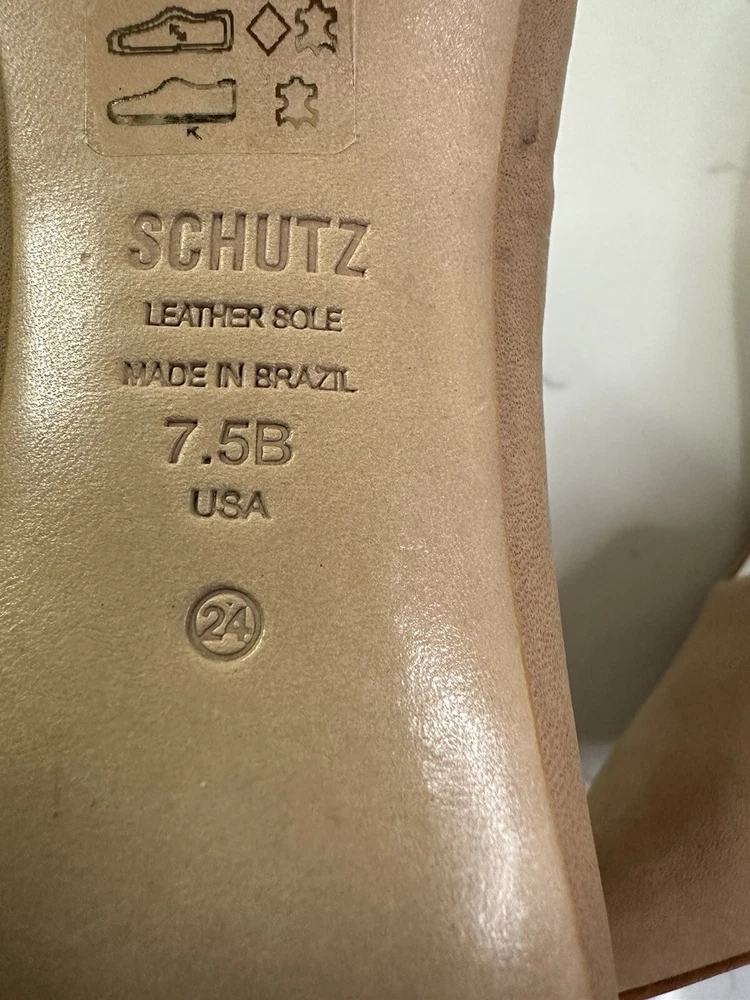 SCHUTZ
LEATHER SOLE
MADE IN BRAZIL
7.5B
USA
24